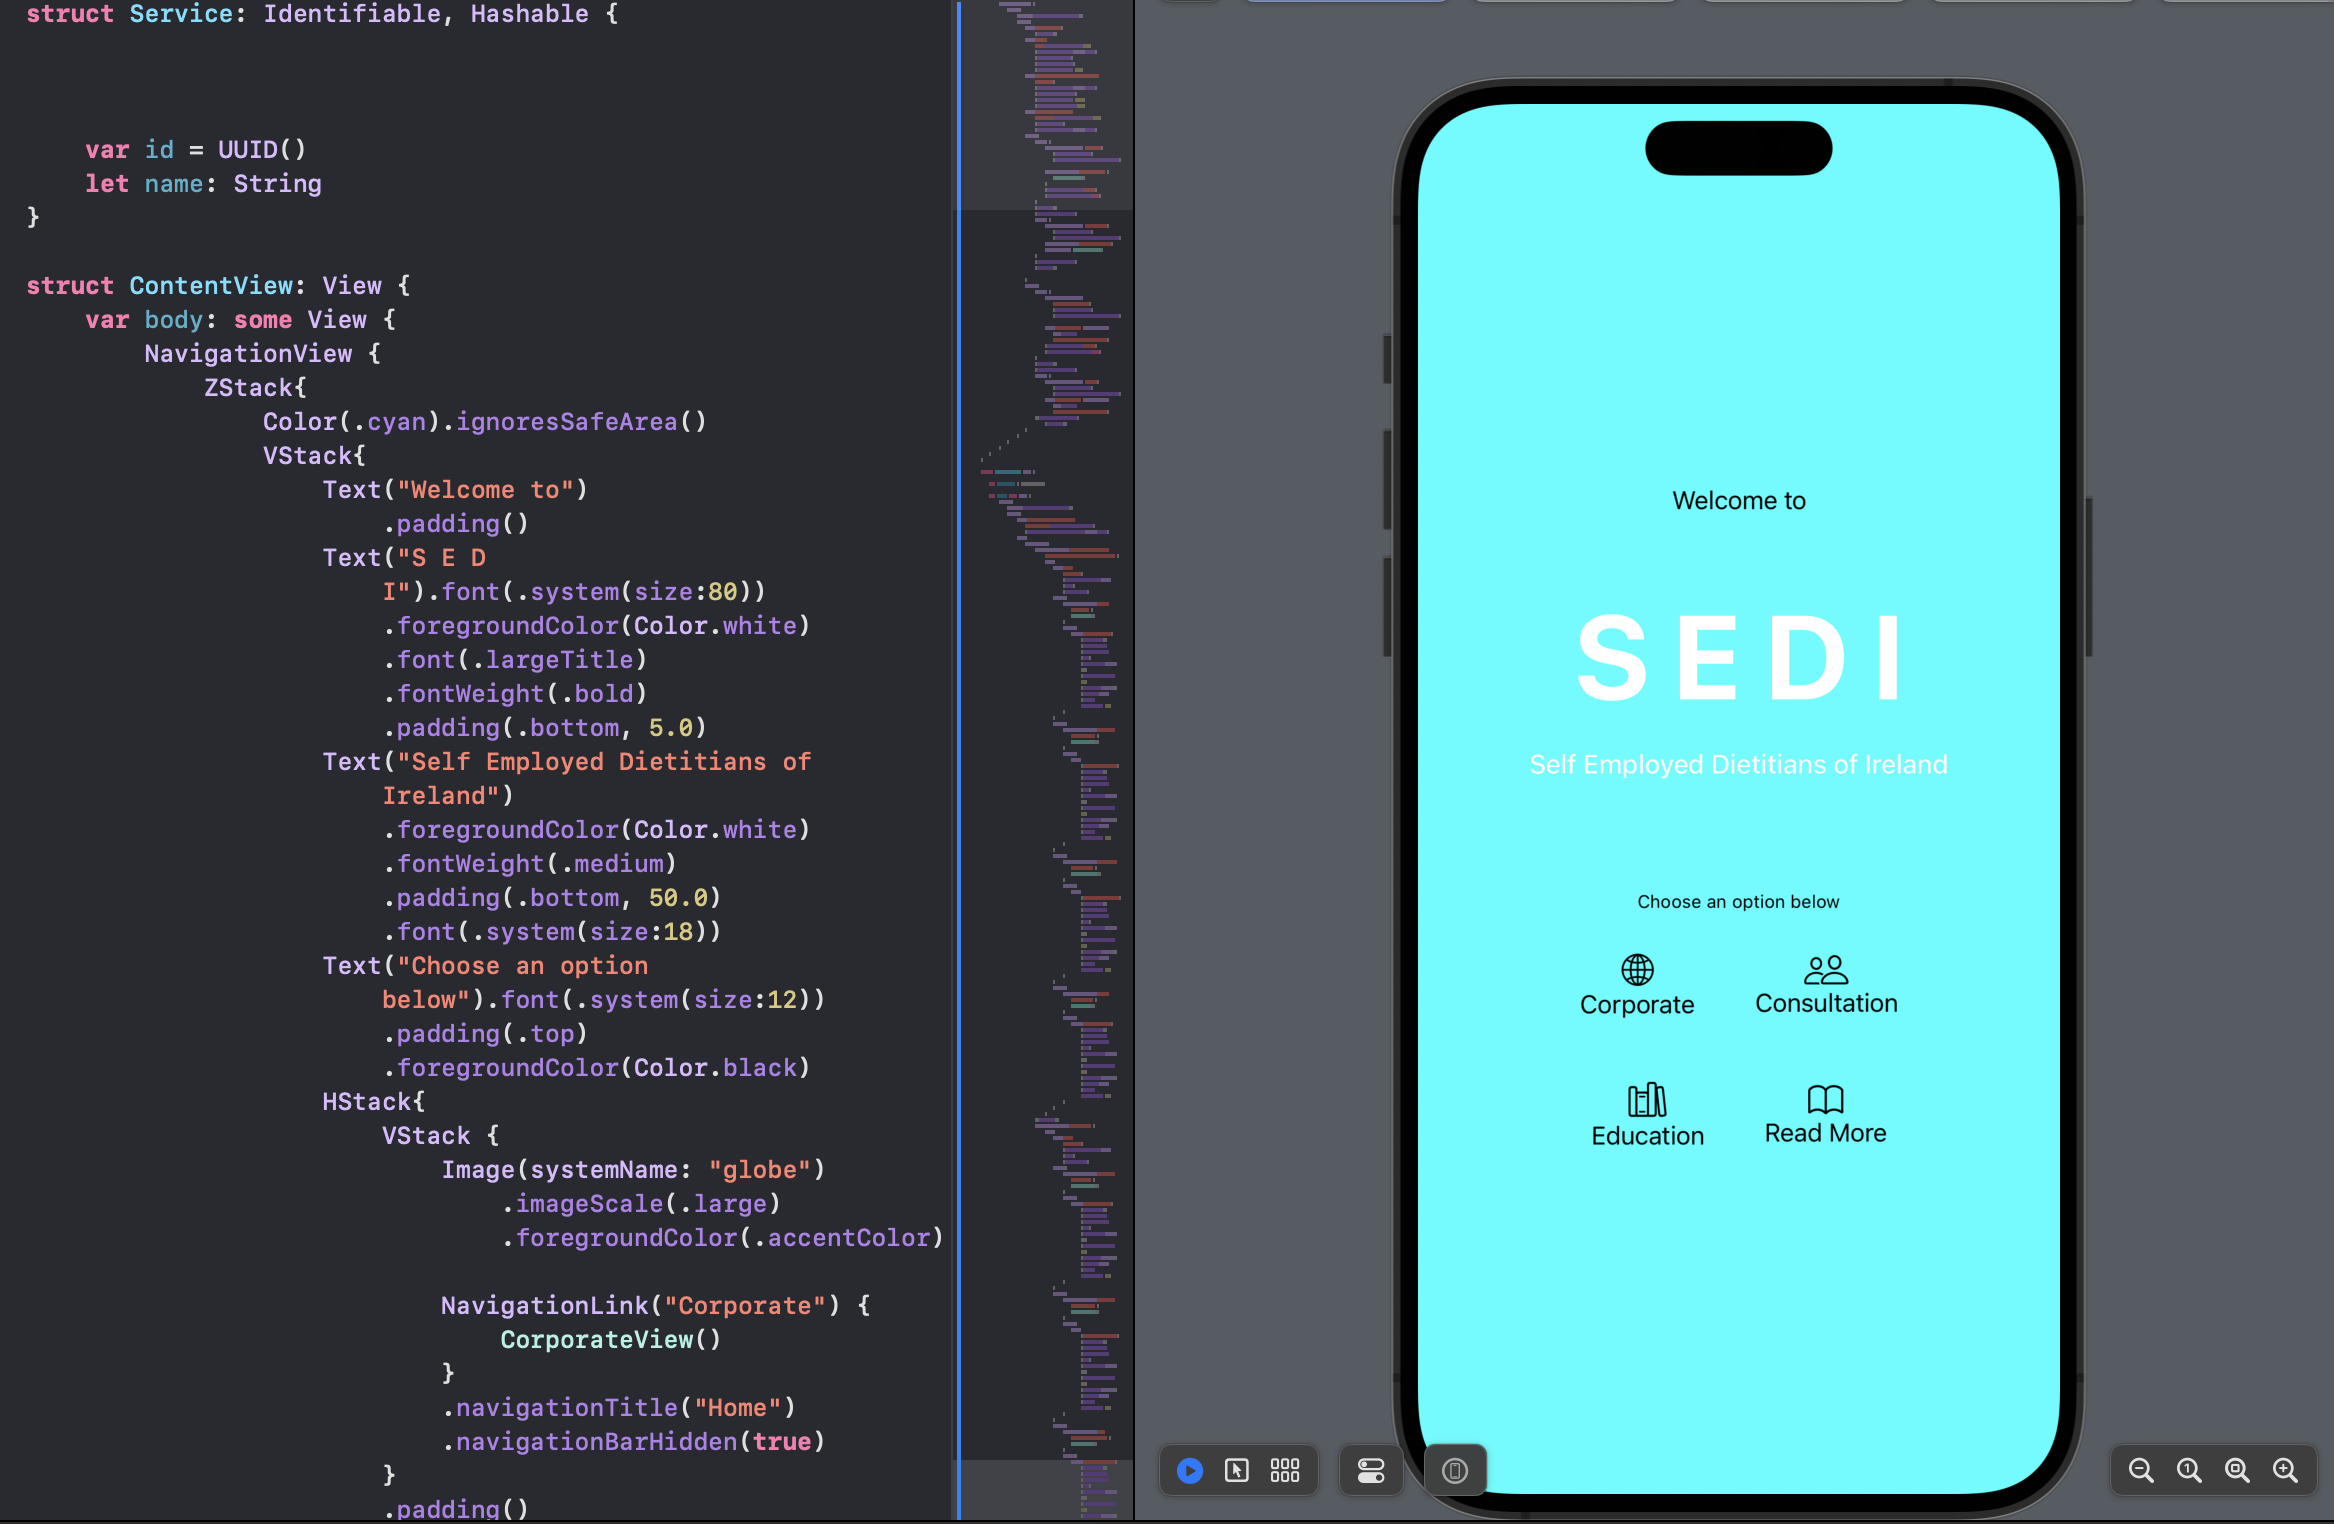 struct Service: Identifiable, Hashable {
var id = UUID()
let name: String
}
struct ContentView: View {
var body: some View {
NavigationView {
ZStack{
Color(.cyan).ignoresSafeArea()
VStack{
Text("Welcome to")
.padding()
Text("S E D
I").font(.system(size:80))
.foregroundColor(Color.white)
.font(.largeTitle)
.fontWeight(.bold)
.padding(.bottom, 5.0)
Text("Self Employed Dietitians of
Ireland")
.foregroundColor(Color.white)
.fontWeight(.medium)
.padding(.bottom, 50.0)
.font(.system(size:18))
Text("Choose an option
below").font(.system(size:12))
.padding(.top)
.foregroundColor(Color.black)
HStack{
VStack {
Image(systemName: "globe")
.imageScale(.large)
.foregroundColor(.accentColor)
NavigationLink("Corporate") {
CorporateView()
}
.navigationTitle("Home")
.navigationBarHidden(true)
}
.padding()
Welcome to
S E D I
Self Employed Dietitians of Ireland
Choose an option below
Corporate
Consultation
Education
Read More